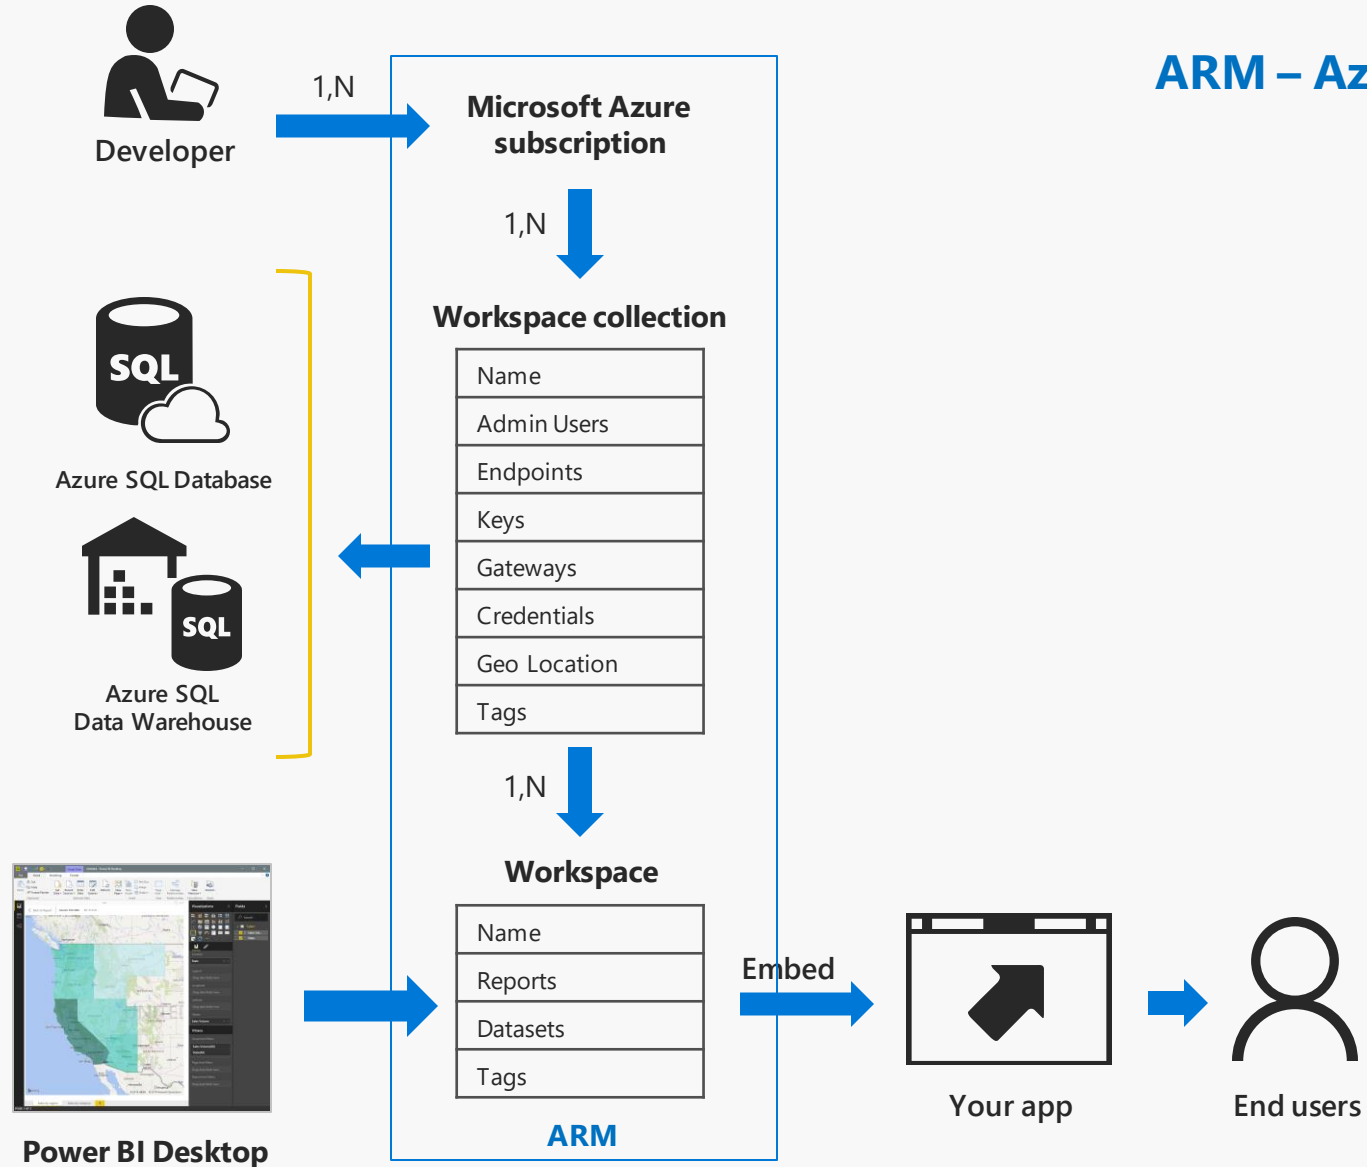 ARM – Az
Developer
1,N
Microsoft Azure
subscription
1,N
Workspace collection
Name
Admin Users
Endpoints
Keys
Gateways
Credentials
Geo Location
Tags
SQL
Azure SQL Database
SQL
Azure SQL
Data Warehouse
1,N
Workspace
Name
Reports
Datasets
Tags
ARM
Power BI Desktop
Embed
Your app
End users